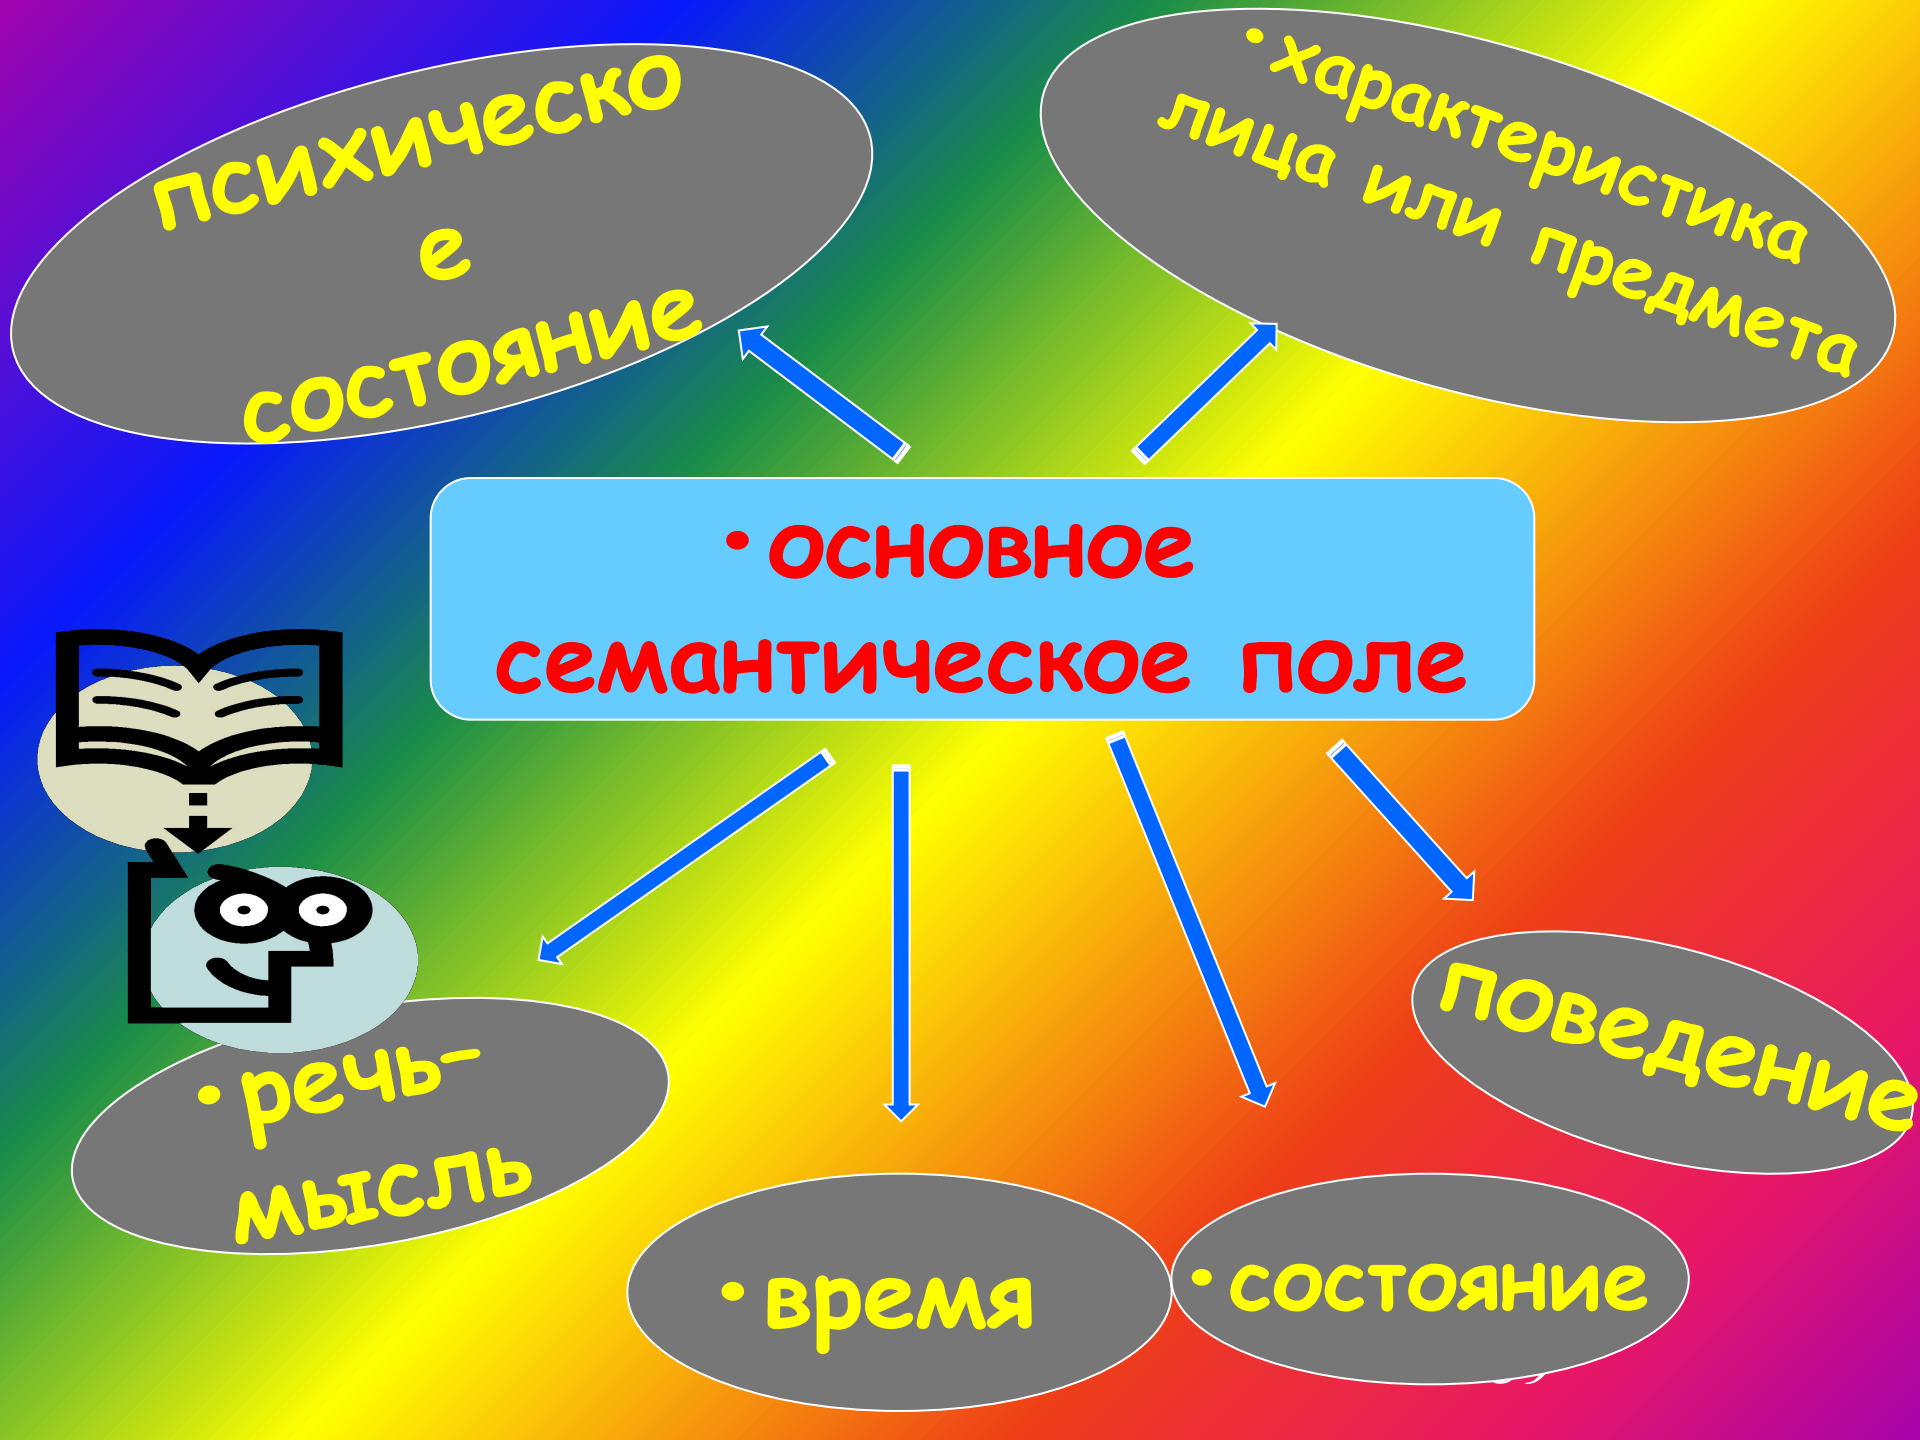 психическо
е
состояние
• характеристика
лица или предмета
• основное
семантическое поле
• речь–
мысль
• время
• состояние
поведение